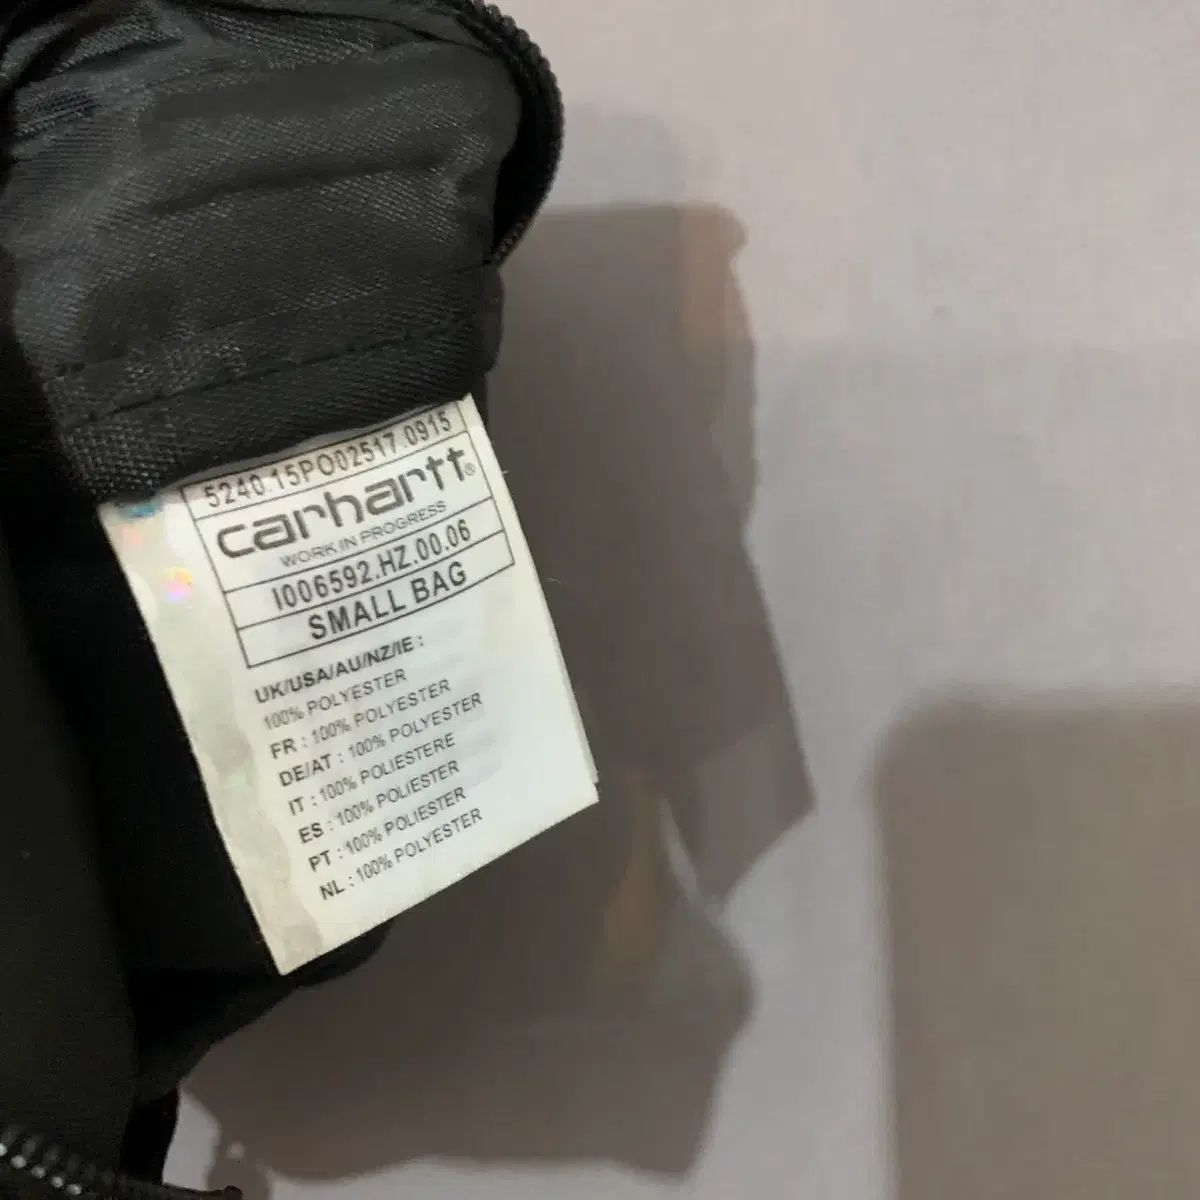 5240.15PO02517.0915
carhartt®
WORK IN PROGRESS
I006592.HZ.00.06
SMALL BAG
UK/USA/AU/NZ/IE :
100% POLYESTER
FR : 100% POLYESTER
DE/AT : 100% POLYESTER
IT : 100% POLIESTERE
ES : 100% POLIESTER
PT : 100% POLIESTER
NL : 100% POLYESTER